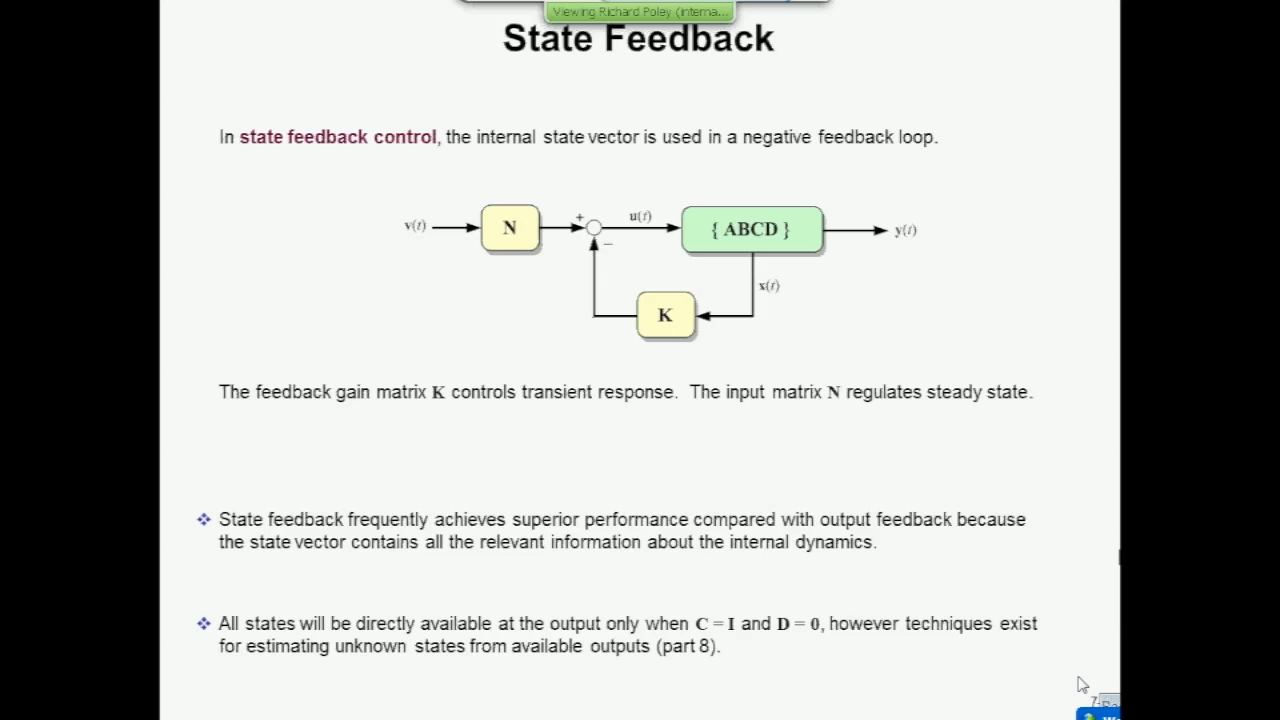 Viewing Richard Poley (Interna...
State Feedback
In state feedback control, the internal state vector is used in a negative feedback loop.
v(t)
N
+
−
u(t)
{ ABCD }
y(t)
x(t)
K
The feedback gain matrix K controls transient response. The input matrix N regulates steady state.
❖ State feedback frequently achieves superior performance compared with output feedback because
the state vector contains all the relevant information about the internal dynamics.
❖ All states will be directly available at the output only when C = I and D = 0, however techniques exist
for estimating unknown states from available outputs (part 8).